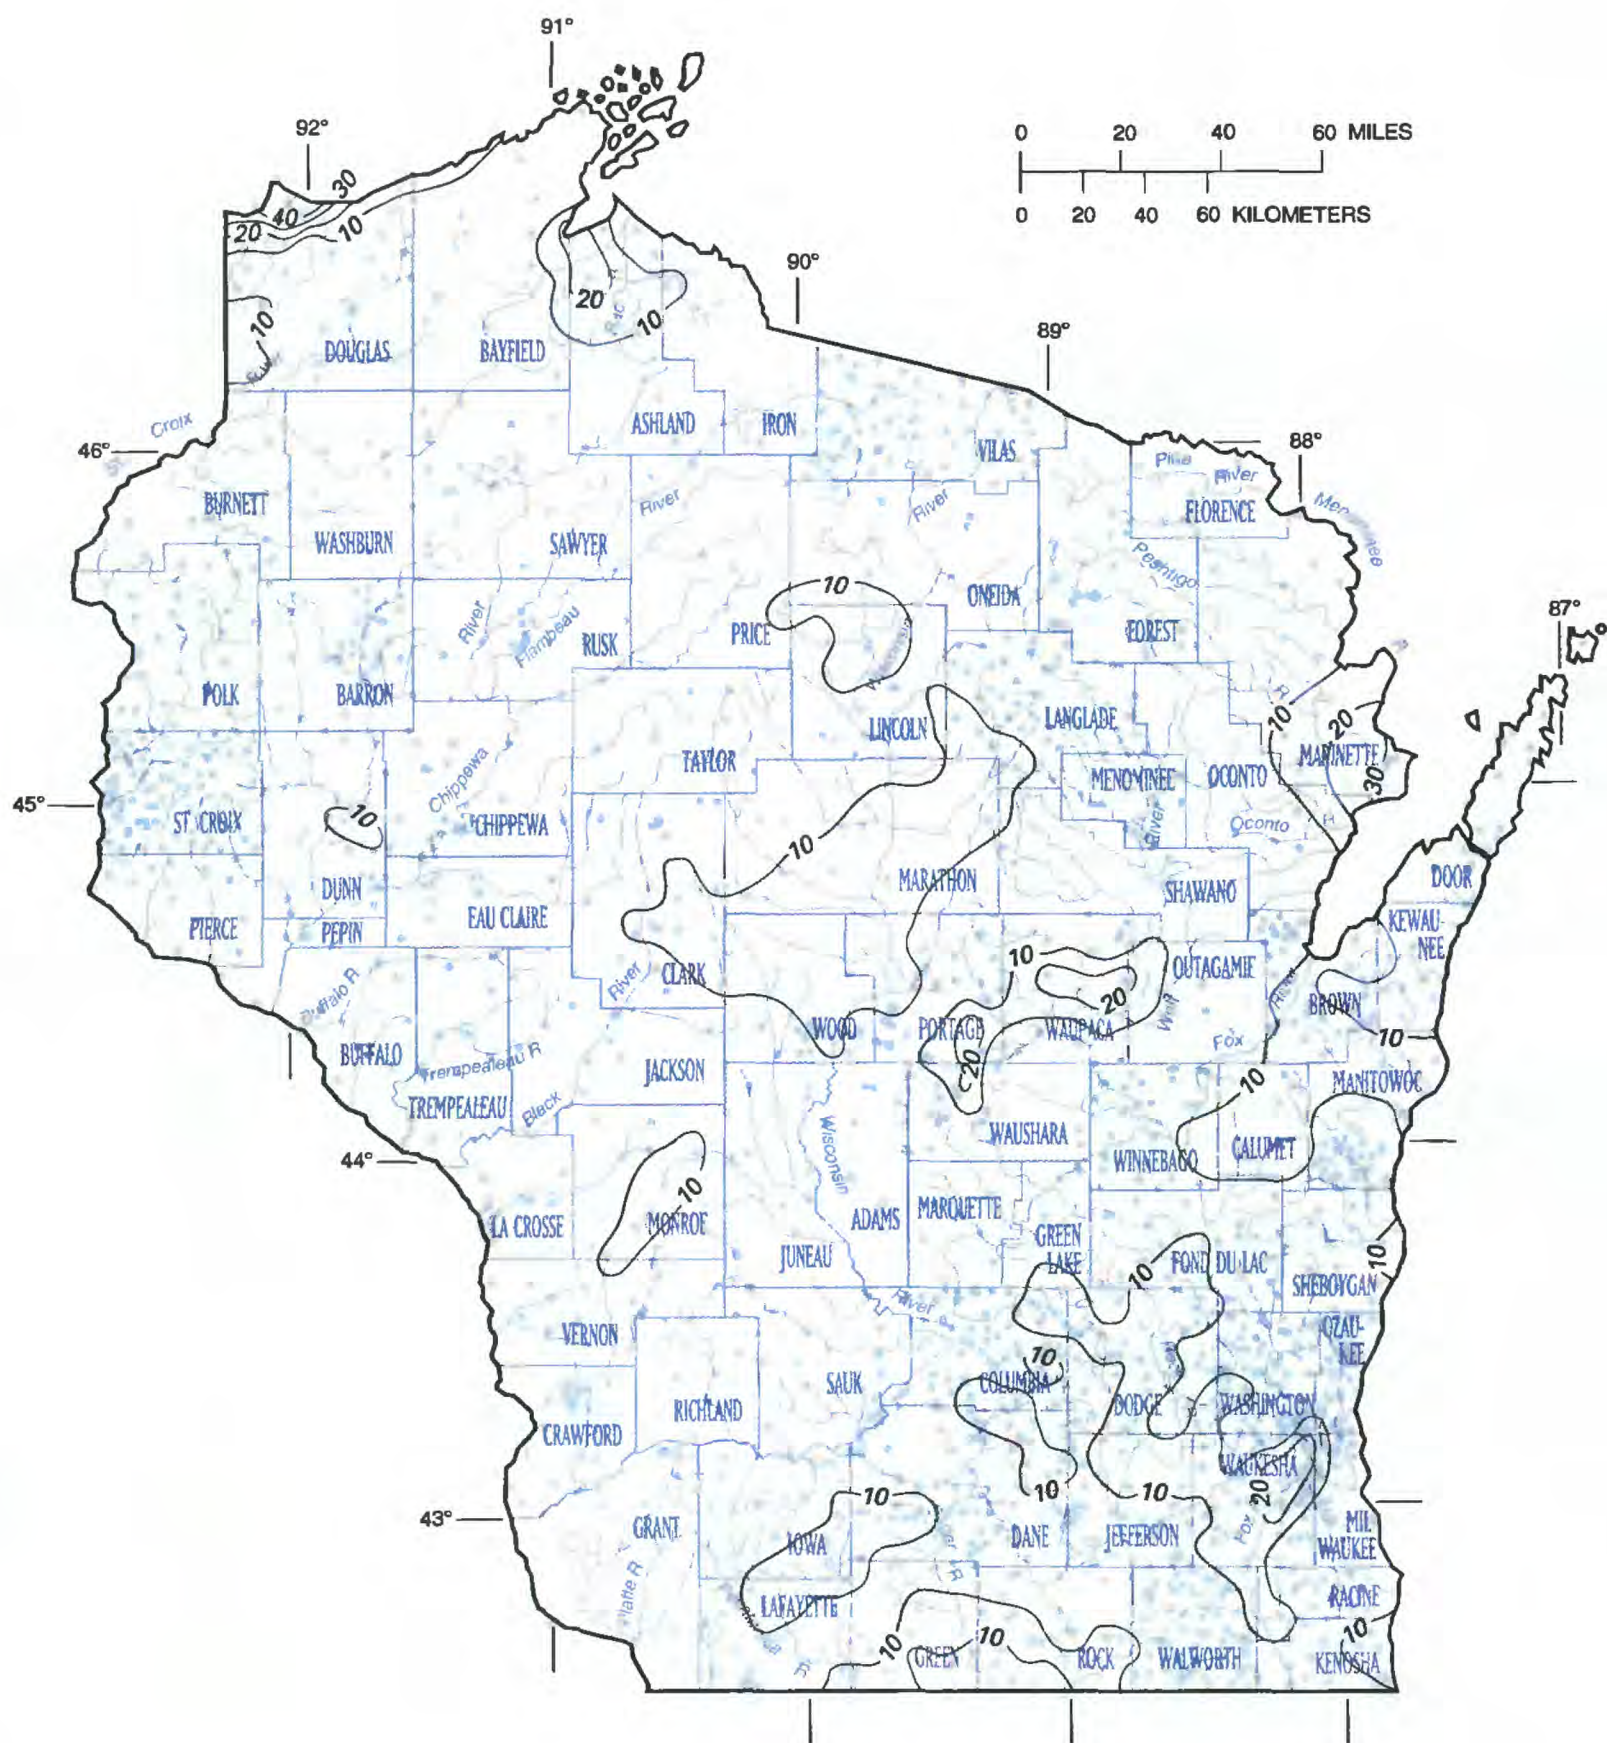 91°
92°
0 20 40 60 MILES
0 20 40 60 KILOMETERS
30
40
20
10
90°
20
10
10
89°
DOUGLAS
BAYFIELD
ASHLAND
IRON
VILAS
Croix
46°
88°
Pine
River
FLORENCE
BURNETT
River
River
WASHBURN
SAWYER
Peshtigo
10
ONEIDA
87°
River
Flambeau
RUSK
PRICE
FOREST
POLK
BARRON
LINCOLN
LANGLADE
10
20
MARINETTE
TAYLOR
MENOMINEE
OCONTO
30
Chippewa
45°
10
ST CROIX
CHIPPEWA
River
Oconto
R
10
DUNN
MARATHON
SHAWANO
DOOR
PIERCE
PEPIN
EAU CLAIRE
KEWAU-
NEE
10
CLARK
River
OUTAGAMIE
20
BROWN
Buffalo R
WOOD
PORTAGE
WAUPACA
Wolf
River
Fox
10
BUFFALO
Trempealeau R
JACKSON
20
10
MANITOWOC
TREMPEALEAU
Black
WAUSHARA
Wisconsin
WINNEBAGO
CALUMET
44°
10
LA CROSSE
MONROE
ADAMS
MARQUETTE
JUNEAU
GREEN
LAKE
10
FOND DU LAC
10
SHEBOYGAN
River
VERNON
OZAU-
KEE
10
SAUK
COLUMBIA
DODGE
WASHINGTON
RICHLAND
CRAWFORD
WAUKESHA
10
10
10
20
43°
GRANT
IOWA
DANE
JEFFERSON
Fox
MIL
WAUKEE
R
LAFAYETTE
RACINE
10
10
10
GREEN
ROCK
WALWORTH
KENOSHA